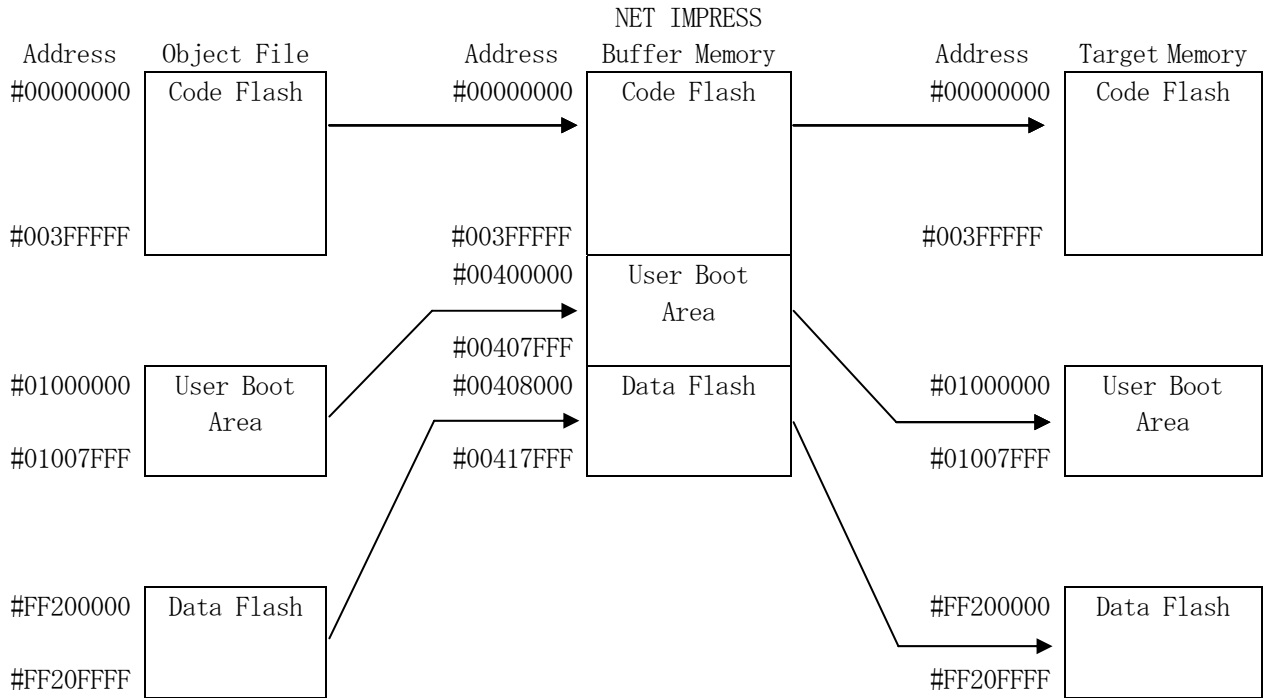 NET IMPRESS
Address Object File Address Buffer Memory Address Target Memory
#00000000 Code Flash #00000000 Code Flash #00000000 Code Flash
#003FFFFF #003FFFFF #003FFFFF
#00400000 User Boot
Area
#00407FFF
#01000000 User Boot #00408000 Data Flash #01000000 User Boot
Area Area
#01007FFF #00417FFF #01007FFF
#FF200000 Data Flash #FF200000 Data Flash
#FF20FFFF #FF20FFFF